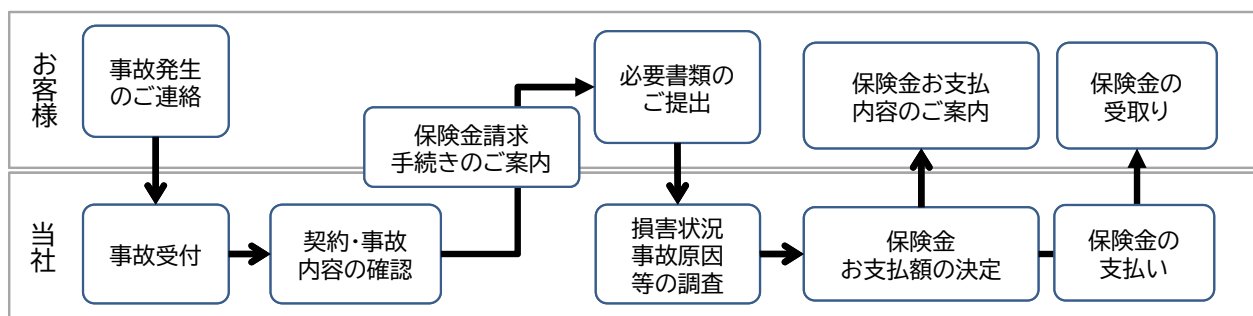 お客様
事故発生
のご連絡
保険金請求
手続きのご案内
必要書類の
ご提出
保険金お支払
内容のご案内
保険金の
受取り
当社
事故受付
契約・事故
内容の確認
損害状況
事故原因
等の調査
保険金
お支払額の決定
保険金の
支払い